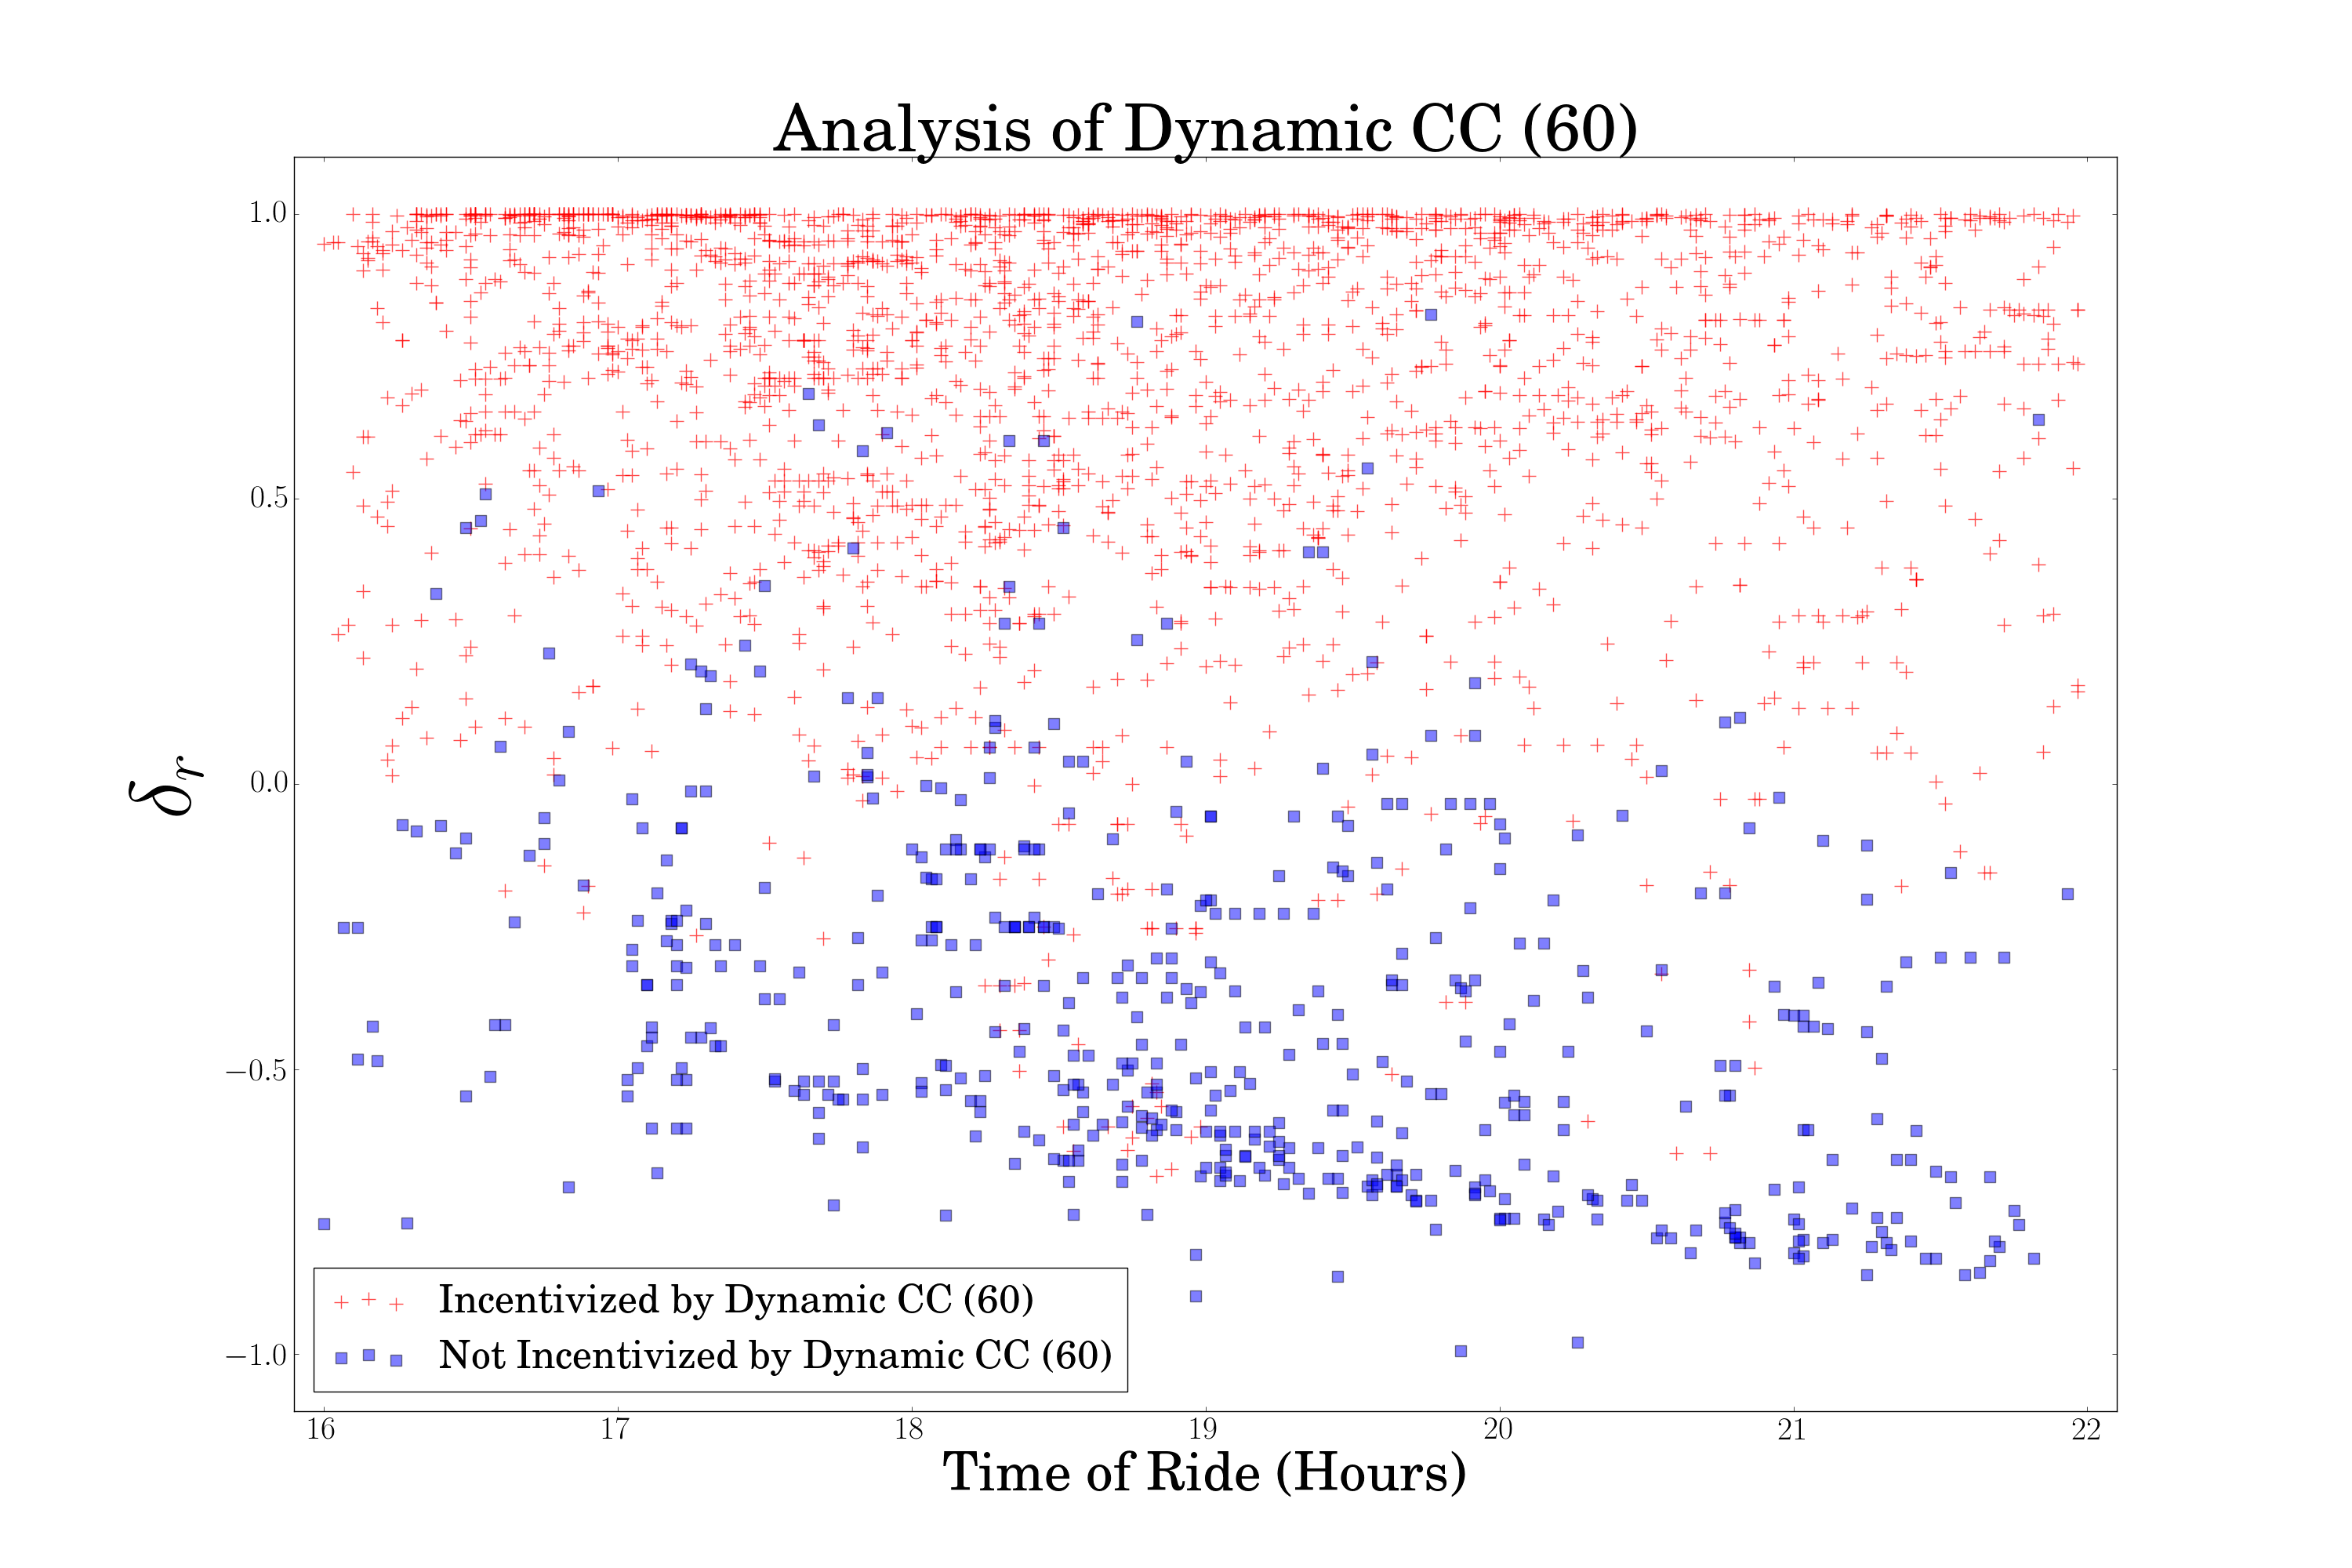 Analysis of Dynamic CC (60)
1.0
0.5
0.0
−0.5
−1.0
δr
Incentivized by Dynamic CC (60)
Not Incentivized by Dynamic CC (60)
16 17 18 19 20 21 22
Time of Ride (Hours)